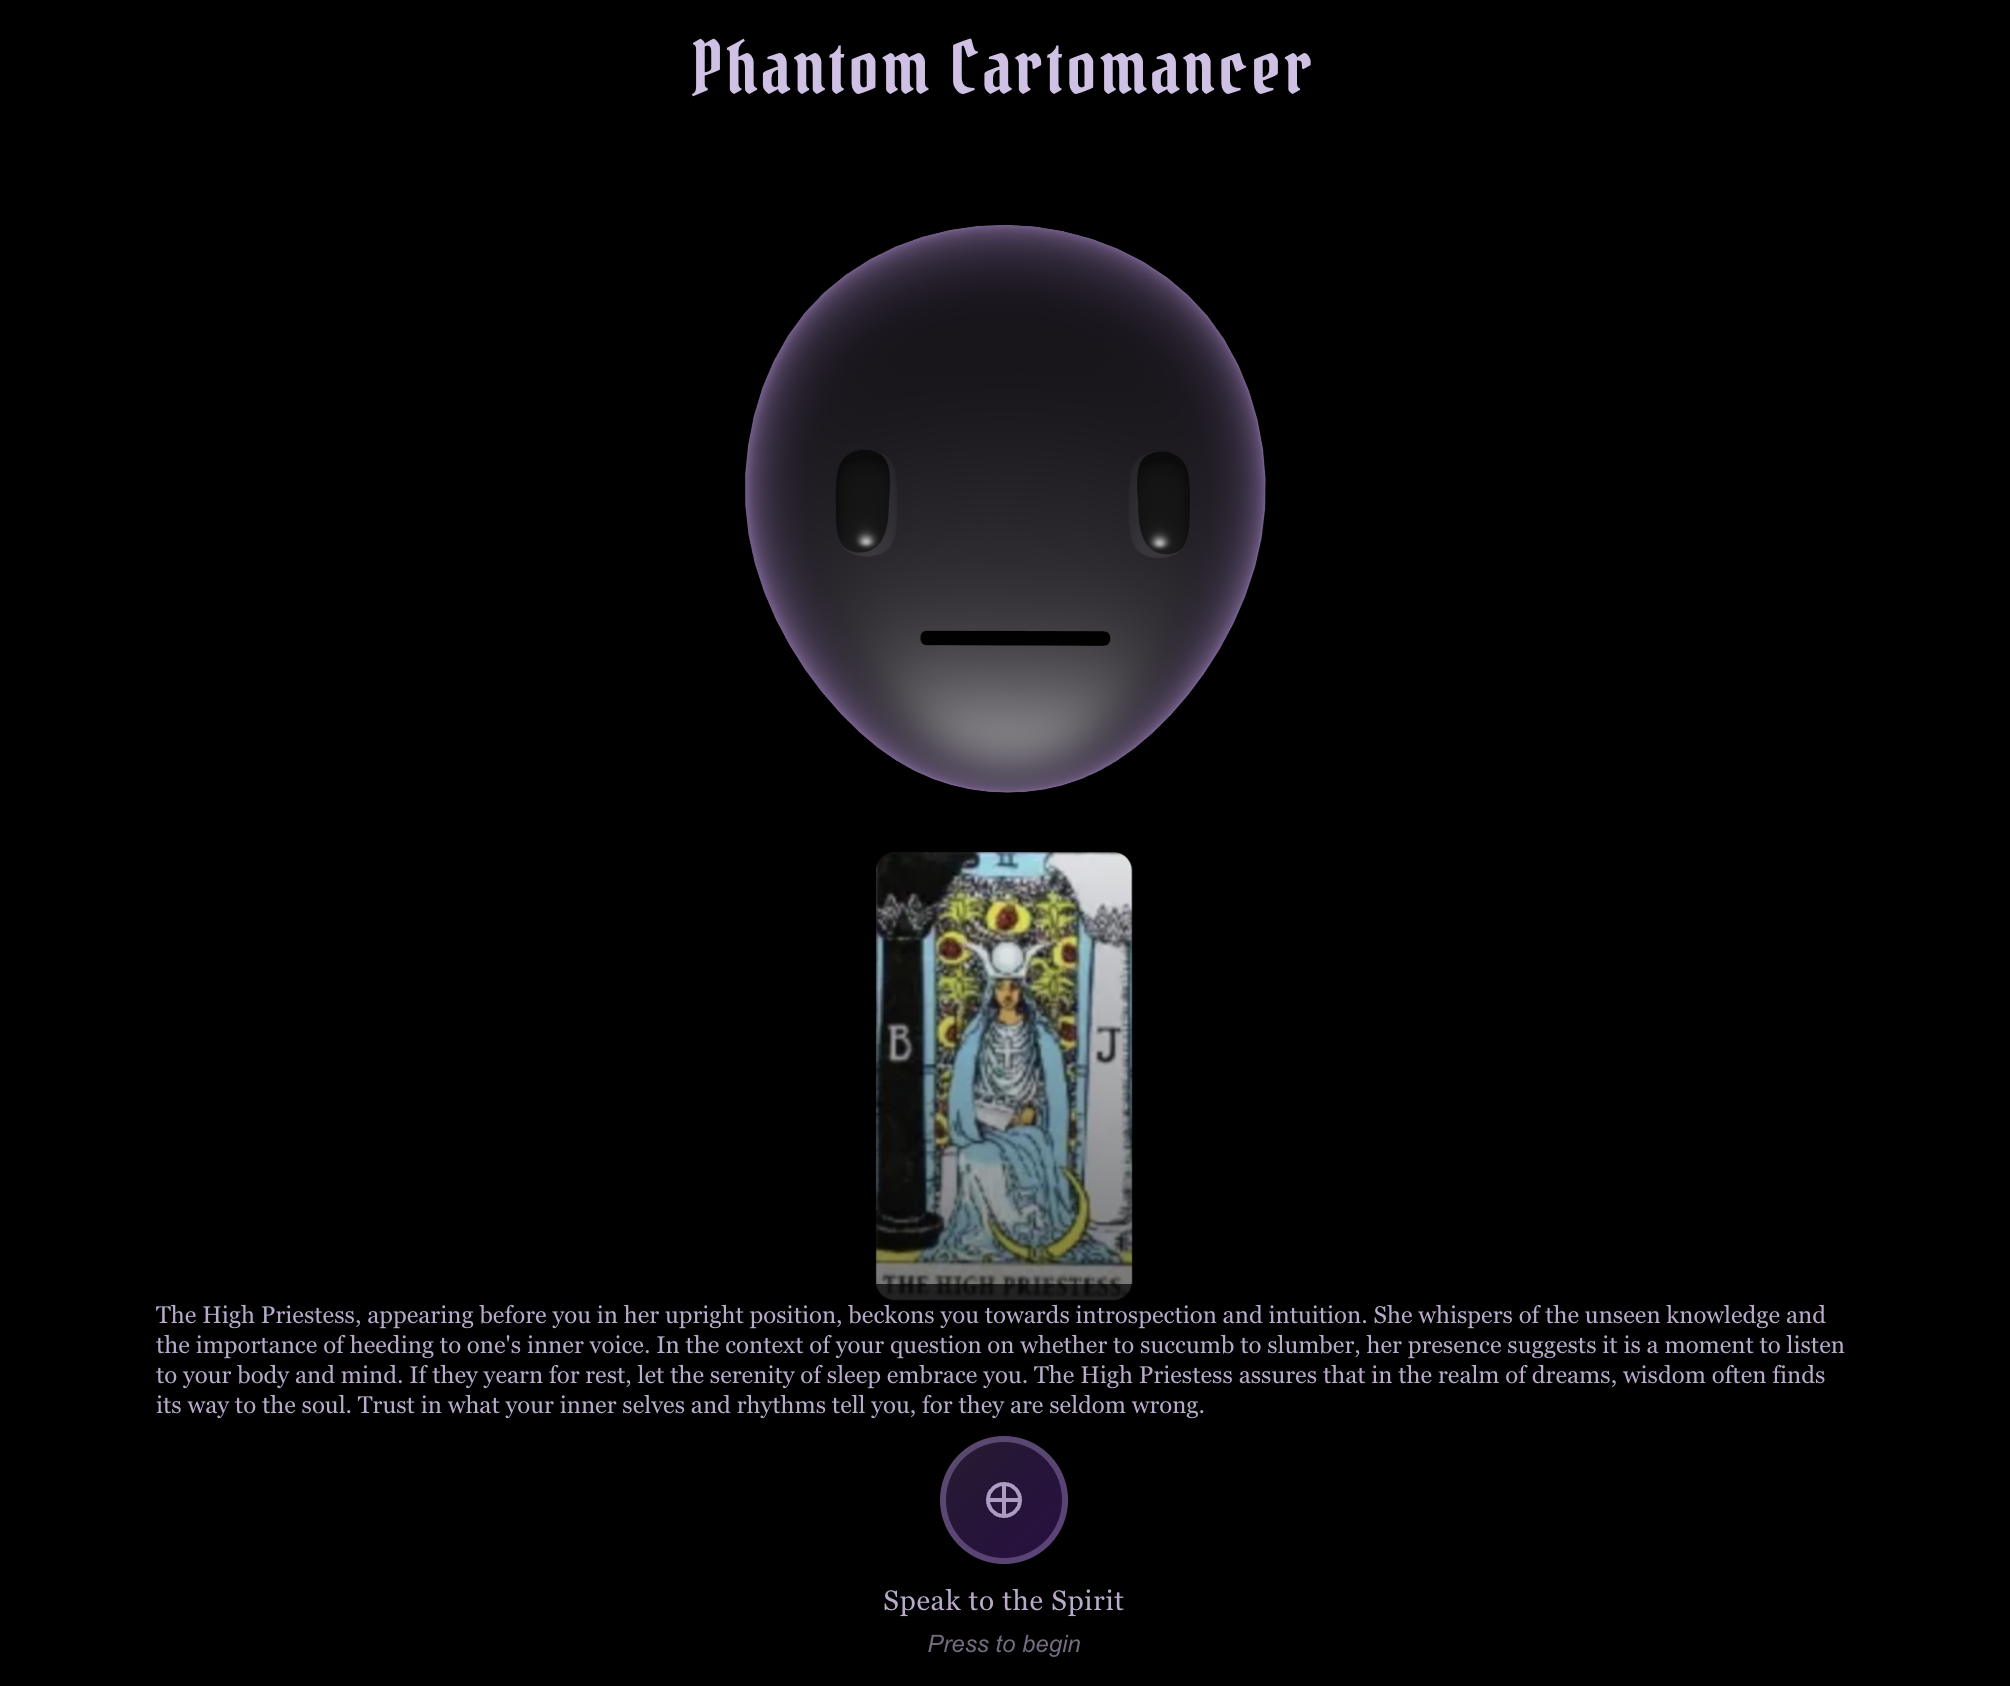 Phantom Cartomancer
II
B
J
THE HIGH PRIESTESS
The High Priestess, appearing before you in her upright position, beckons you towards introspection and intuition. She whispers of the unseen knowledge and
the importance of heeding to one's inner voice. In the context of your question on whether to succumb to slumber, her presence suggests it is a moment to listen
to your body and mind. If they yearn for rest, let the serenity of sleep embrace you. The High Priestess assures that in the realm of dreams, wisdom often finds
its way to the soul. Trust in what your inner selves and rhythms tell you, for they are seldom wrong.
Speak to the Spirit
Press to begin